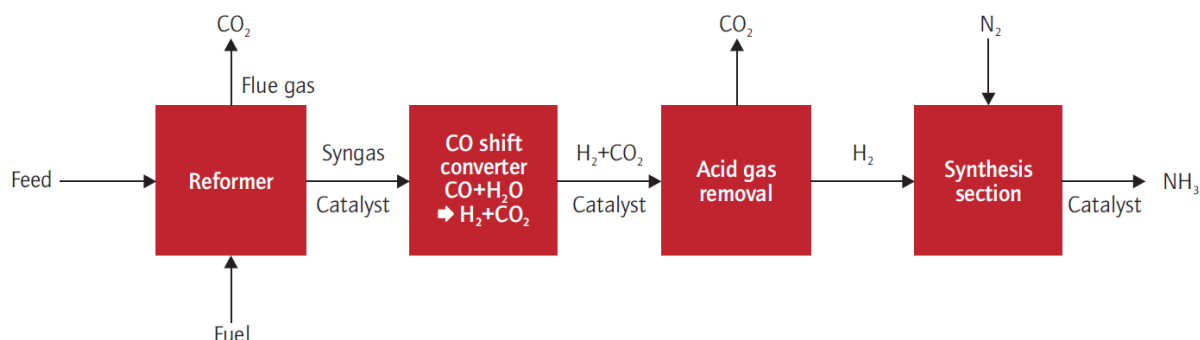 CO₂
CO₂
N₂
Flue gas
Feed
Reformer
Syngas
Catalyst
CO shift
converter
CO+H₂O
➡ H₂+CO₂
H₂+CO₂
Catalyst
Acid gas
removal
H₂
Synthesis
section
Catalyst
NH₃
Fuel